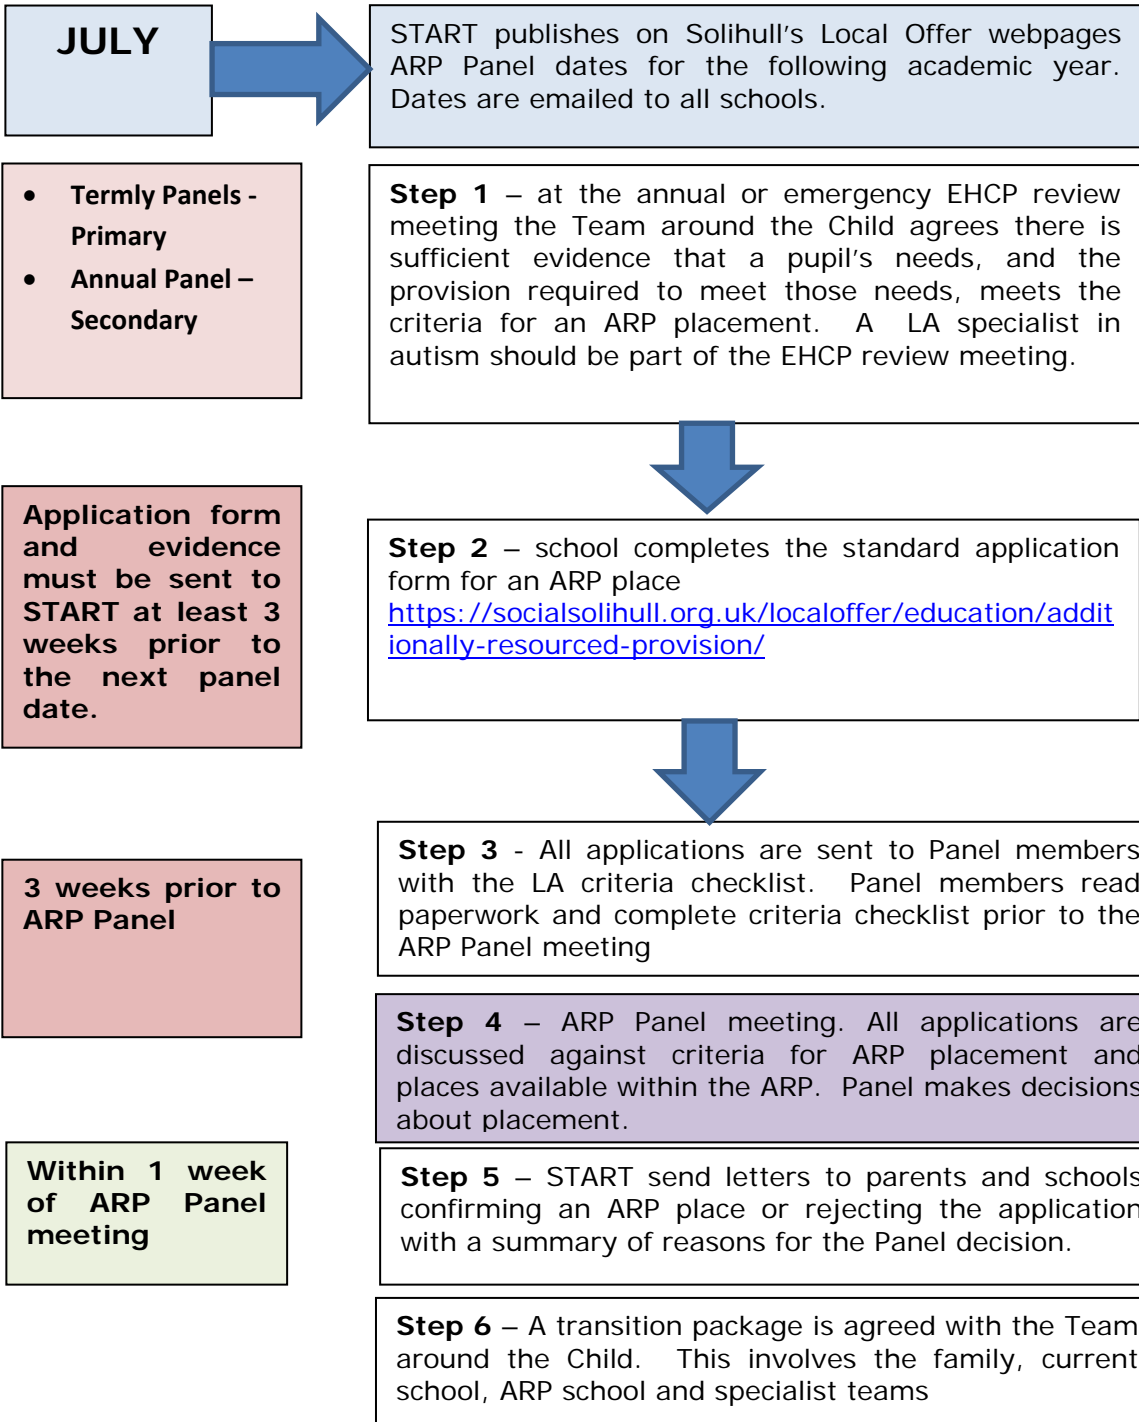 JULY
START publishes on Solihull's Local Offer webpages
ARP Panel dates for the following academic year.
Dates are emailed to all schools.
• Termly Panels -
Primary
• Annual Panel –
Secondary
Step 1 – at the annual or emergency EHCP review
meeting the Team around the Child agrees there is
sufficient evidence that a pupil's needs, and the
provision required to meet those needs, meets the
criteria for an ARP placement. A LA specialist in
autism should be part of the EHCP review meeting.
Application form
and evidence
must be sent to
START at least 3
weeks prior to
the next panel
date.
Step 2 – school completes the standard application
form for an ARP place
https://socialsolihull.org.uk/localoffer/education/addit
ionally-resourced-provision/
3 weeks prior to
ARP Panel
Step 3 - All applications are sent to Panel members
with the LA criteria checklist. Panel members read
paperwork and complete criteria checklist prior to the
ARP Panel meeting
Step 4 – ARP Panel meeting. All applications are
discussed against criteria for ARP placement and
places available within the ARP. Panel makes decisions
about placement.
Within 1 week
of ARP Panel
meeting
Step 5 – START send letters to parents and schools
confirming an ARP place or rejecting the application
with a summary of reasons for the Panel decision.
Step 6 – A transition package is agreed with the Team
around the Child. This involves the family, current
school, ARP school and specialist teams